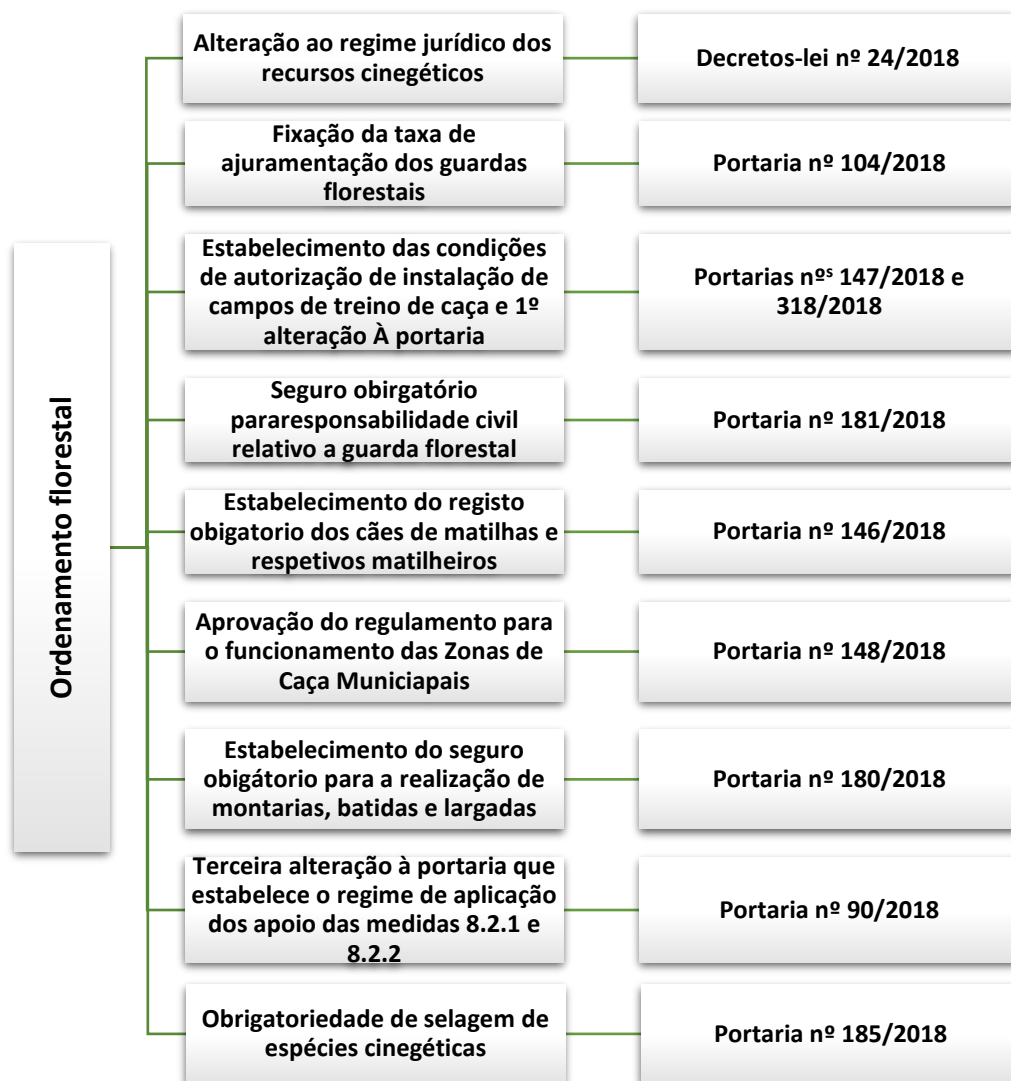 Ordenamento florestal
Alteração ao regime jurídico dos
recursos cinegéticos
Decretos-lei nº 24/2018
Fixação da taxa de
ajuramentação dos guardas
florestais
Portaria nº 104/2018
Estabelecimento das condições
de autorização de instalação de
campos de treino de caça e 1º
alteração À portaria
Portarias nºs 147/2018 e
318/2018
Seguro obirgatório
pararesponsabilidade civil
relativo a guarda florestal
Portaria nº 181/2018
Estabelecimento do registo
obigatorio dos cães de matilhas e
respetivos matilheiros
Portaria nº 146/2018
Aprovação do regulamento para
o funcionamento das Zonas de
Caça Municiapais
Portaria nº 148/2018
Estabelecimento do seguro
obigátorio para a realização de
montarias, batidas e largadas
Portaria nº 180/2018
Terceira alteração à portaria que
estabelece o regime de aplicação
dos apoio das medidas 8.2.1 e
8.2.2
Portaria nº 90/2018
Obrigatoriedade de selagem de
espécies cinegéticas
Portaria nº 185/2018